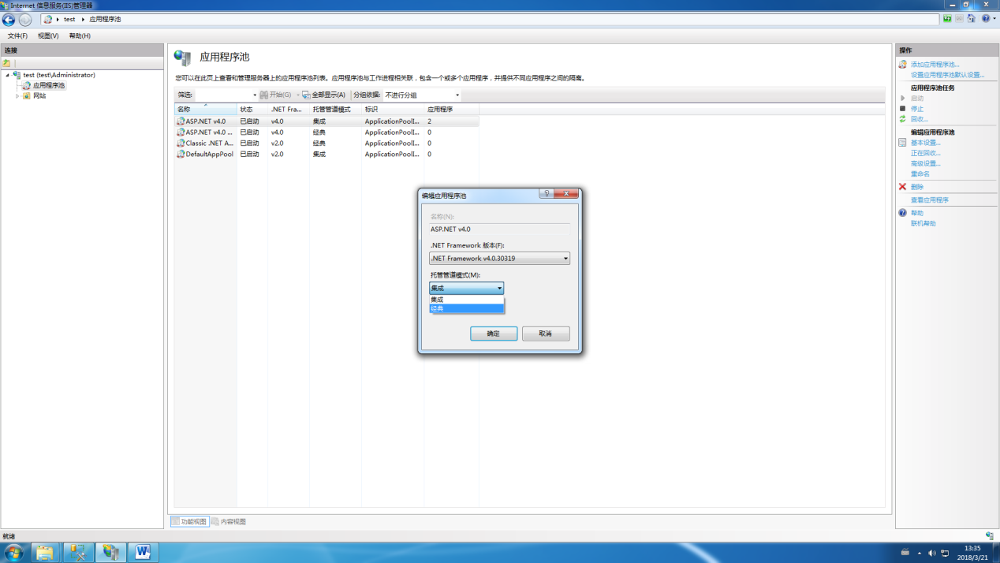 Internet 信息服务(IIS)管理器
test 应用程序池
文件(F) 视图(V) 帮助(H)
连接
test (test\Administrator)
应用程序池
网站
应用程序池
您可以在此页上查看和管理服务器上的应用程序池列表。应用程序池与工作进程相关联，包含一个或多个应用程序，并提供不同应用程序之间的隔离。
筛选: 开始(G) 全部显示(A) 分组依据: 不进行分组
名称 状态 .NET Fra... 托管管道模式 标识 应用程序
ASP.NET v4.0 已启动 v4.0 集成 ApplicationPoolI... 2
ASP.NET v4.0 ... 已启动 v4.0 经典 ApplicationPoolI... 0
Classic .NET A... 已启动 v2.0 经典 ApplicationPoolI... 0
DefaultAppPool 已启动 v2.0 集成 ApplicationPoolI... 0
编辑应用程序池
名称(N):
ASP.NET v4.0
.NET Framework 版本(F):
.NET Framework v4.0.30319
托管管道模式(M):
集成
集成
经典
确定 取消
操作
添加应用程序池...
设置应用程序池默认设置...
应用程序池任务
启动
停止
回收...
编辑应用程序池
基本设置...
正在回收...
高级设置...
重命名
删除
查看应用程序
帮助
联机帮助
功能视图 内容视图
就绪
13:35
2018/3/21